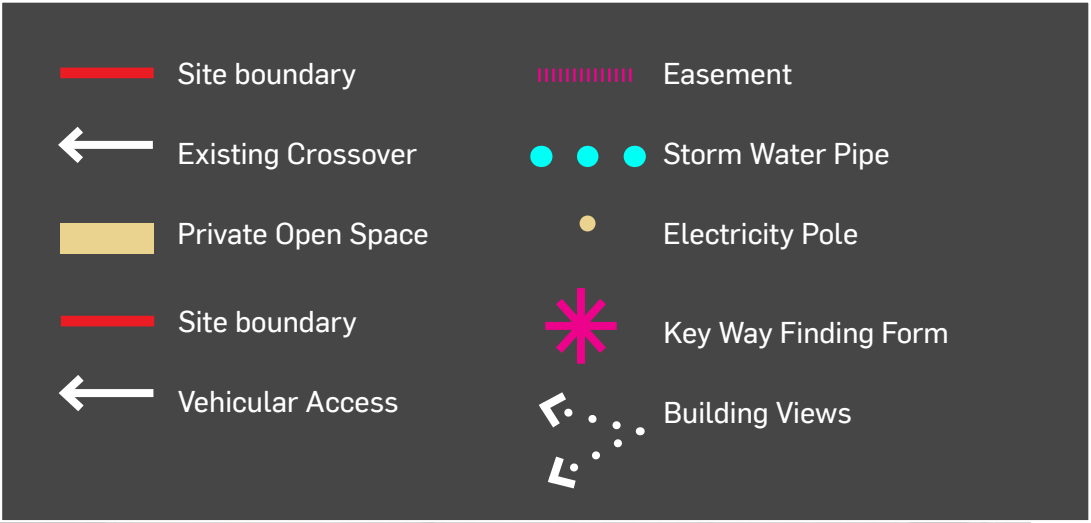 Site boundary
Existing Crossover
Private Open Space
Site boundary
Vehicular Access
Easement
Storm Water Pipe
Electricity Pole
Key Way Finding Form
Building Views